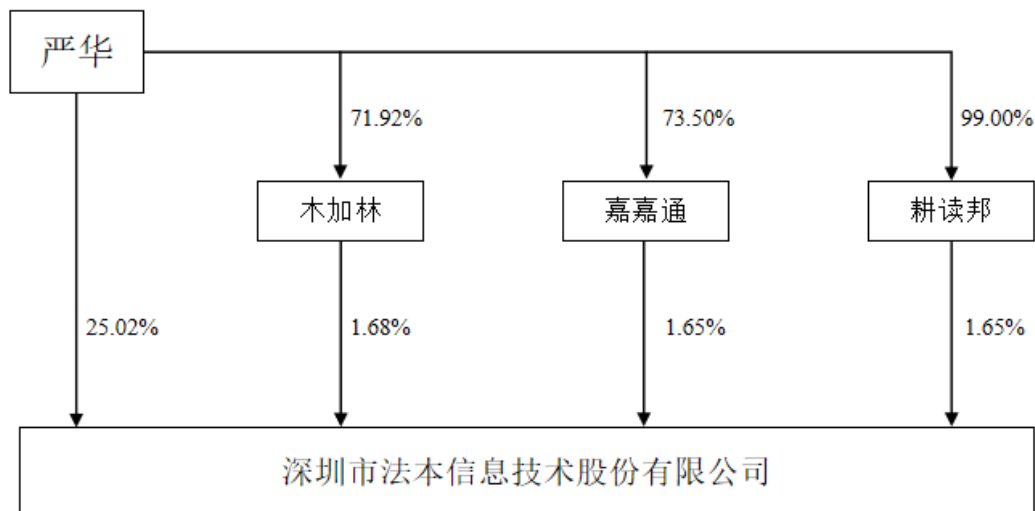 严华
71.92%
73.50%
99.00%
木加林
嘉嘉通
耕读邦
25.02%
1.68%
1.65%
1.65%
深圳市法本信息技术股份有限公司